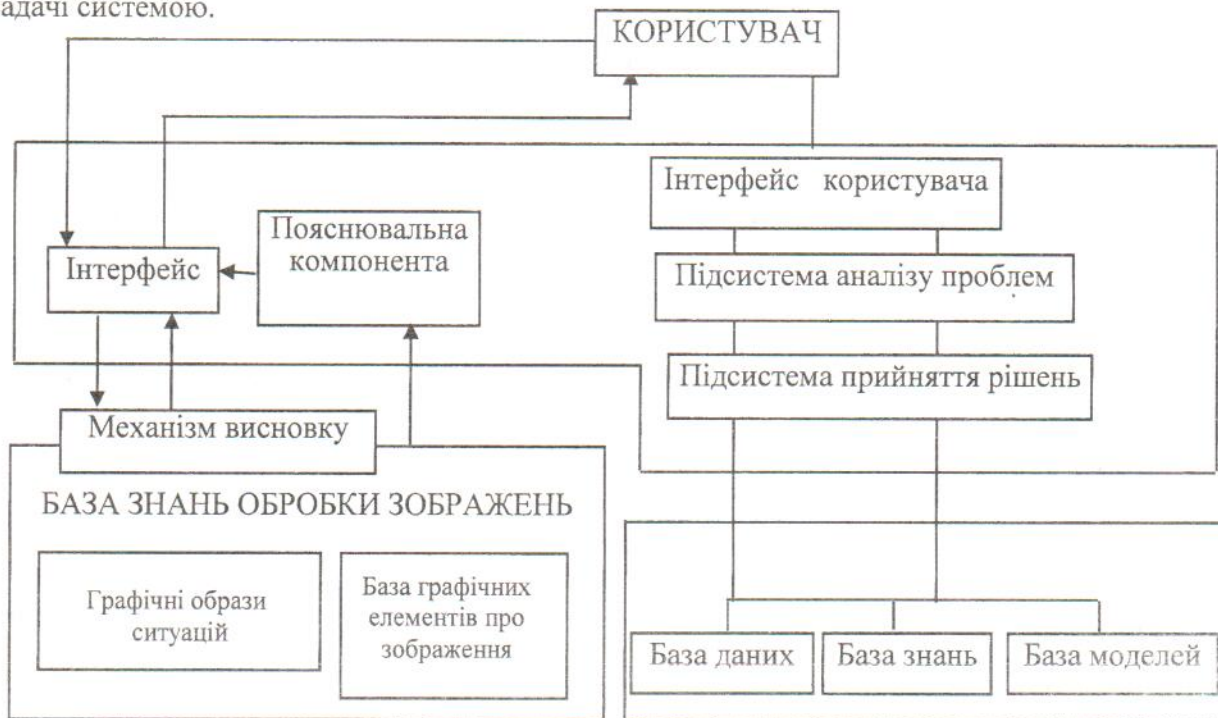 адачі системою.
КОРИСТУВАЧ
Інтерфейс користувача
Пояснювальна
компонента
Інтерфейс
Підсистема аналізу проблем
Підсистема прийняття рішень
Механізм висновку
БАЗА ЗНАНЬ ОБРОБКИ ЗОБРАЖЕНЬ
Графічні образи
ситуацій
База графічних
елементів про
зображення
База даних
База знань
База моделей